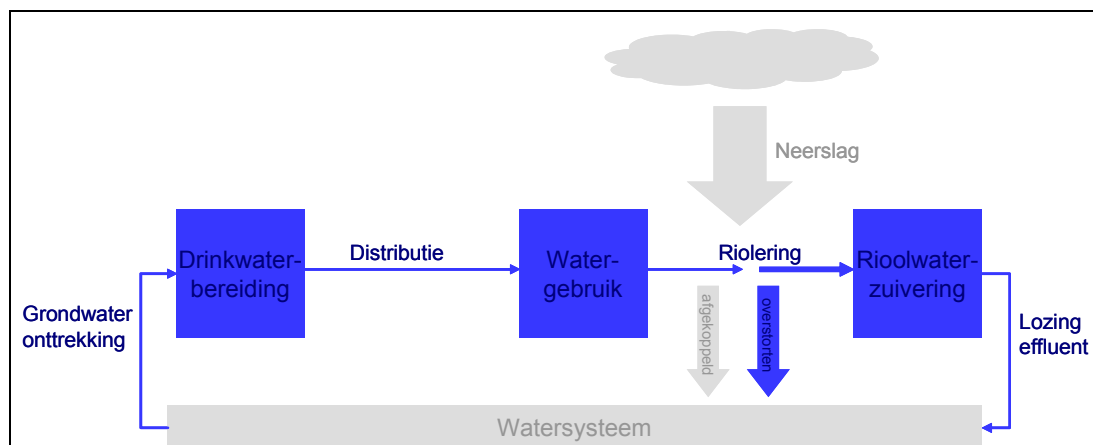 Neerslag
Drinkwater-
bereiding
Distributie
Water-
gebruik
Riolering
Rioolwater-
zuivering
Grondwater
onttrekking
afgekoppeld
overstorten
Lozing
effluent
Watersysteem